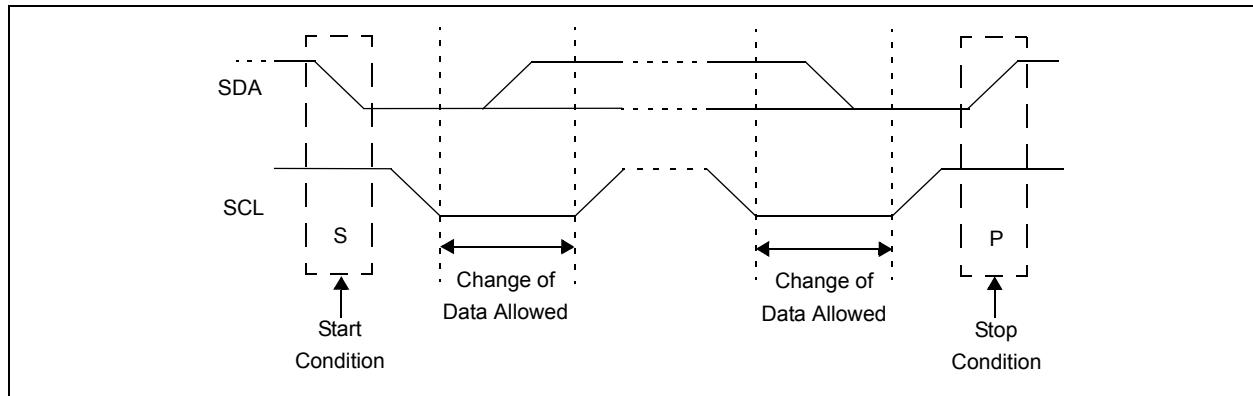 SDA
SCL
S
P
Change of
Data Allowed
Change of
Data Allowed
Start
Condition
Stop
Condition